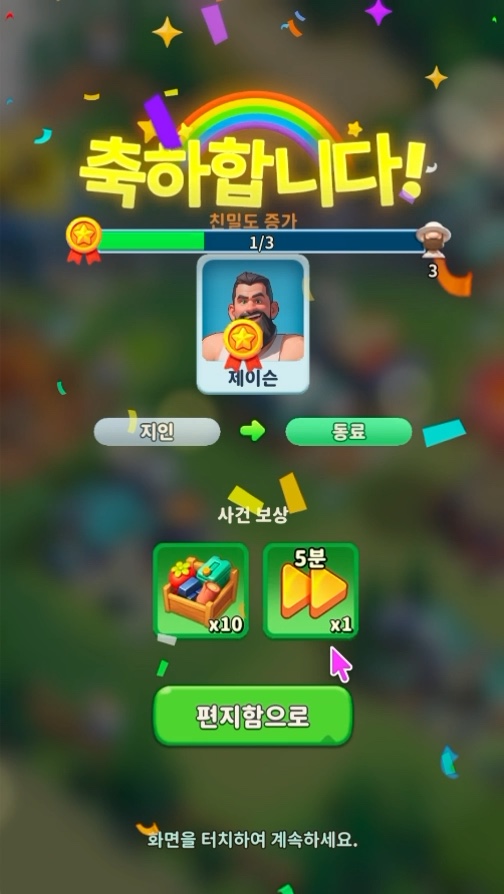 축하합니다!
친밀도 증가
1/3
3
제이슨
지인
동료
사건 보상
x10
5분
x1
편지함으로
화면을 터치하여 계속하세요.